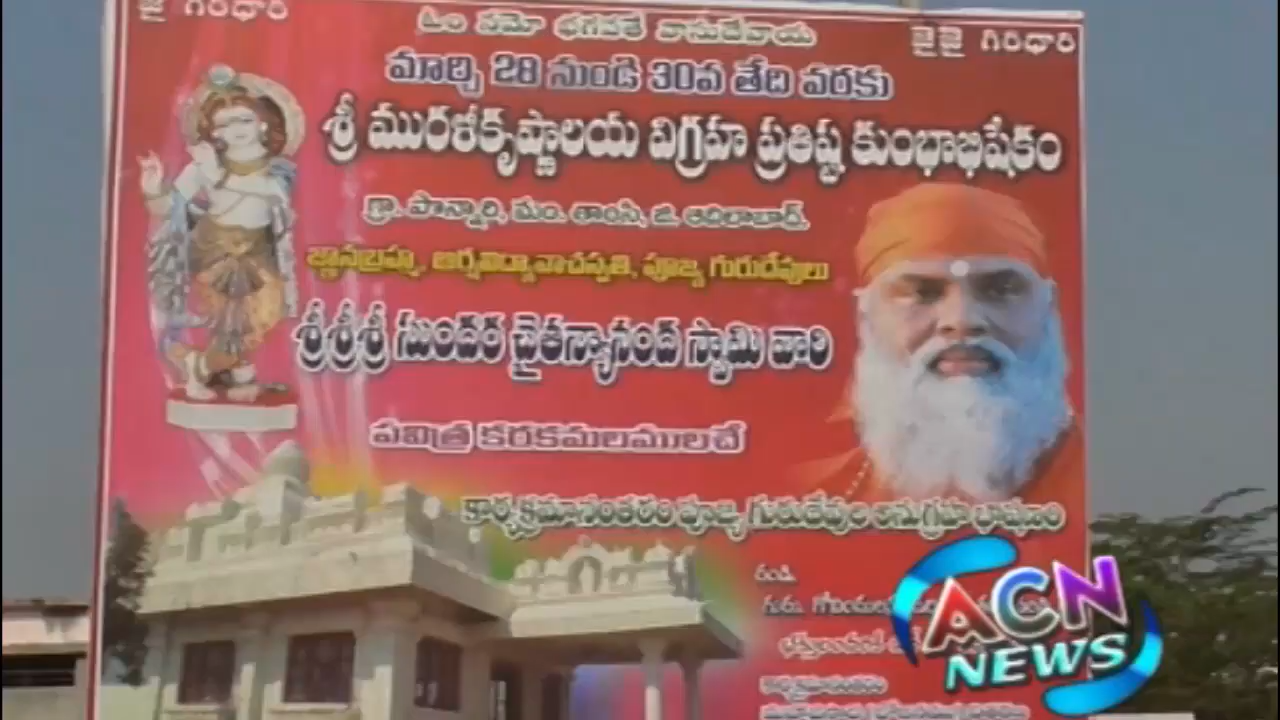 జై గిరిధారి
జైజై గిరిధారి
ఓం నమో భగవతే వాసుదేవాయ
మార్చి 28 నుండి 30వ తేది వరకు
శ్రీ మురళీకృష్ణాలయ విగ్రహ ప్రతిష్ట కుంభాభిషేకం
గ్రా. పొన్నారి, మం. తాంసి, జి. ఆదిలాబాద్.
జ్ఞానబ్రహ్మ, ఆర్షవిద్యావాచస్పతి, పూజ్య గురుదేవులు
శ్రీశ్రీశ్రీ సుందర చైతన్యానంద స్వామి వారి
పవిత్ర కరకమలములచే
కార్యక్రమానంతరం పూజ్య గురుదేవుల అనుగ్రహ భాషణం
రండి.
ACN
NEWS